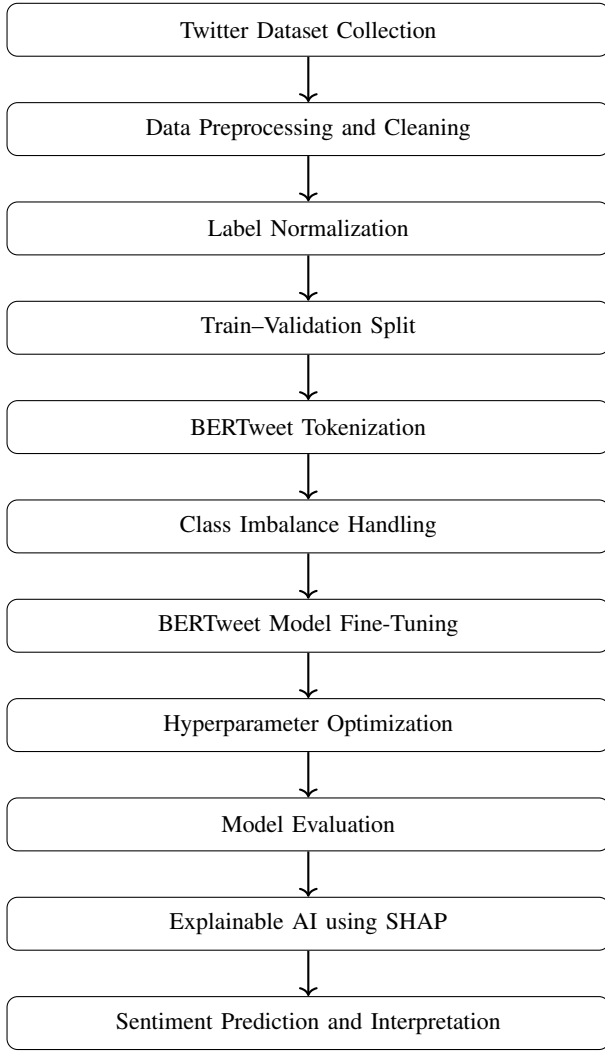 Twitter Dataset Collection
Data Preprocessing and Cleaning
Label Normalization
Train–Validation Split
BERTweet Tokenization
Class Imbalance Handling
BERTweet Model Fine-Tuning
Hyperparameter Optimization
Model Evaluation
Explainable AI using SHAP
Sentiment Prediction and Interpretation